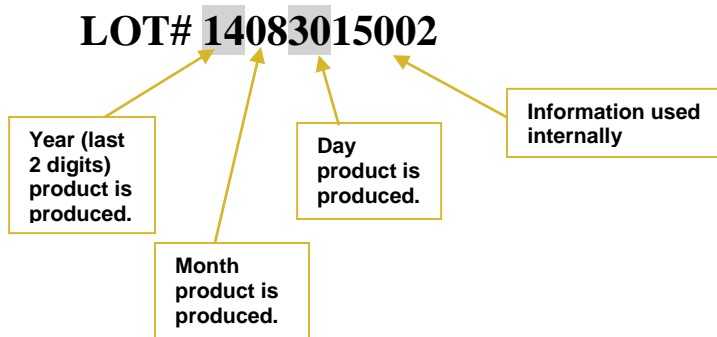 LOT# 14083015002
Year (last
2 digits)
product is
produced.
Month
product is
produced.
Day
product is
produced.
Information used
internally